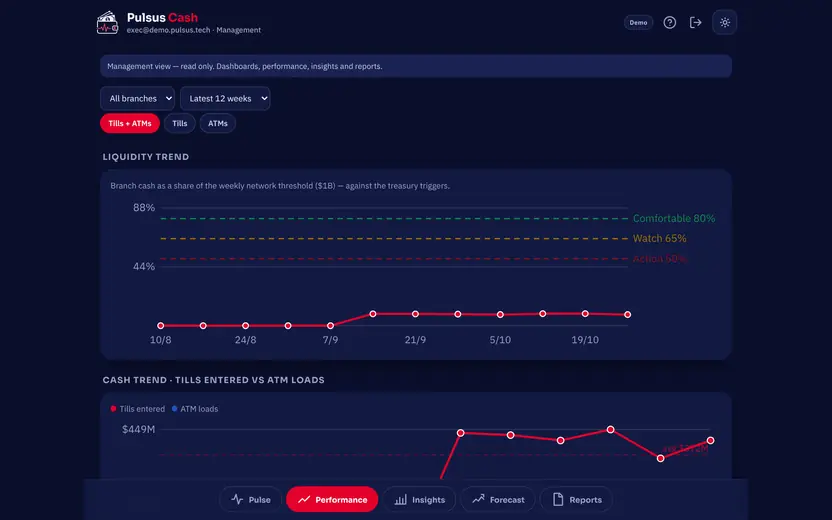 Pulsus Cash
exec@demo.pulsus.tech · Management
Demo
Management view — read only. Dashboards, performance, insights and reports.
All branches
Latest 12 weeks
Tills + ATMs
Tills
ATMs
LIQUIDITY TREND
Branch cash as a share of the weekly network threshold ($1B) — against the treasury triggers.
88%
Comfortable 80%
Watch 65%
Action 50%
44%
10/8
24/8
7/9
21/9
5/10
19/10
CASH TREND · TILLS ENTERED VS ATM LOADS
Tills entered
ATM loads
$449M
Pulse
Performance
Insights
Forecast
Reports